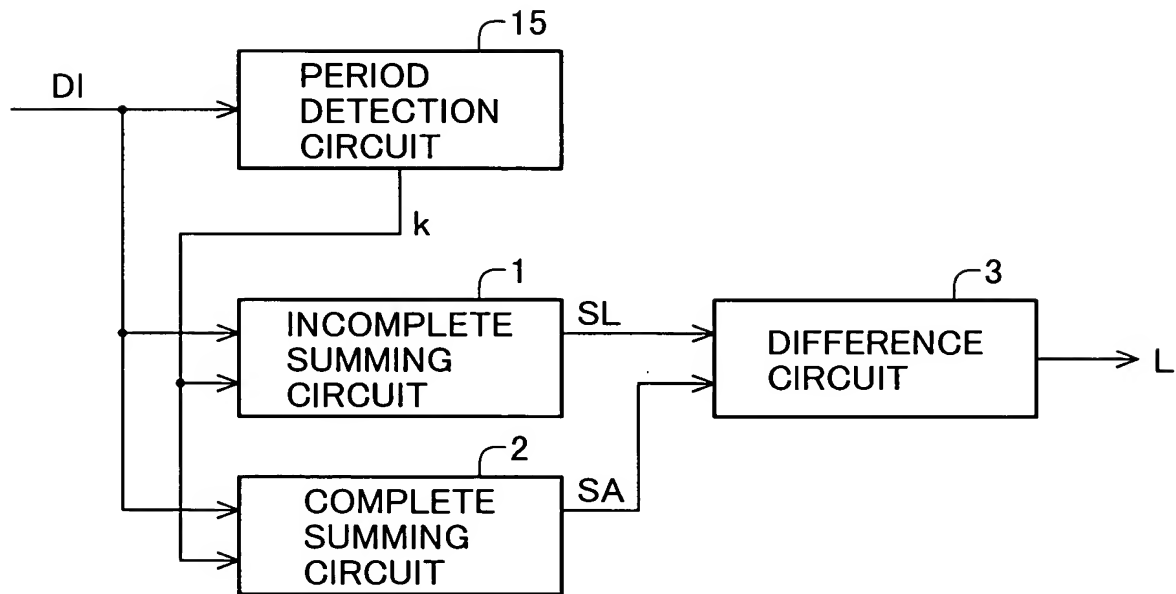 15
DI
PERIOD
DETECTION
CIRCUIT
k
1
INCOMPLETE
SUMMING
CIRCUIT
SL
3
DIFFERENCE
CIRCUIT
L
2
COMPLETE
SUMMING
CIRCUIT
SA